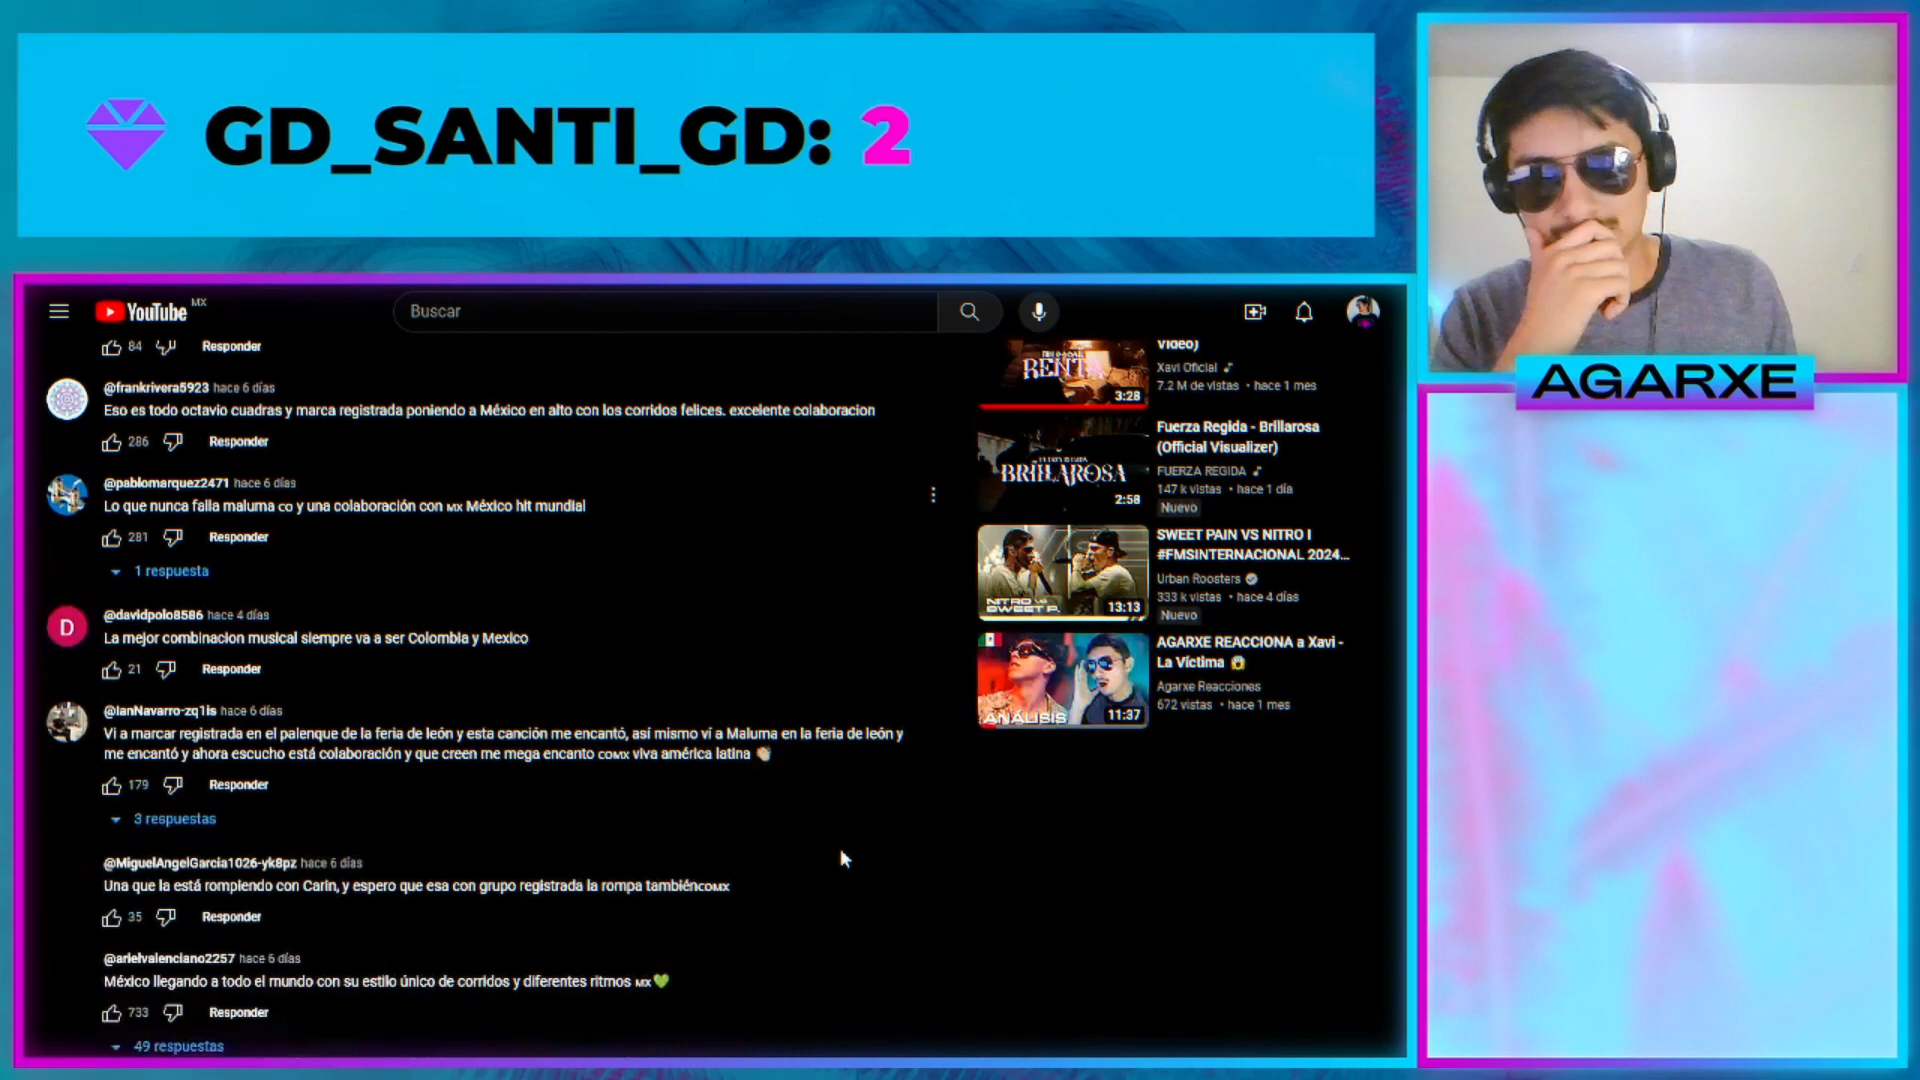 GD_SANTI_GD: 2
AGARXE
YouTube MX
Buscar
84
Responder
@frankrivera5923 hace 6 días
Eso es todo octavio cuadras y marca registrada poniendo a México en alto con los corridos felices. excelente colaboracion
286
Responder
@pablomarquez2471 hace 6 días
Lo que nunca falla maluma co y una colaboración con MX México hit mundial
281
Responder
1 respuesta
@davidpolo8586 hace 4 días
D
La mejor combinacion musical siempre va a ser Colombia y Mexico
21
Responder
@IanNavarro-zq1is hace 6 días
Vi a marcar registrada en el palenque de la feria de león y esta canción me encantó, así mismo ví a Maluma en la feria de león y
me encantó y ahora escucho está colaboración y que creen me mega encanto COMX viva américa latina 👏🏼
179
Responder
3 respuestas
@MiguelAngelGarcia1026-yk8pz hace 6 días
Una que la está rompiendo con Carin, y espero que esa con grupo registrada la rompa tambiénCOMX
35
Responder
@arielvalenciano2257 hace 6 días
México llegando a todo el mundo con su estilo único de corridos y diferentes ritmos MX💚
733
Responder
49 respuestas
RENTA
3:28
Video)
Xavi Oficial
7.2 M de vistas • hace 1 mes
BRILLAROSA
2:58
Fuerza Regida - Brillarosa
(Official Visualizer)
FUERZA REGIDA
147 k vistas • hace 1 día
Nuevo
NITRO VS
SWEET P.
13:13
SWEET PAIN VS NITRO I
#FMSINTERNACIONAL 2024...
Urban Roosters
333 k vistas • hace 4 días
Nuevo
ANÁLISIS
11:37
AGARXE REACCIONA a Xavi -
La Víctima 😱
Agarxe Reacciones
672 vistas • hace 1 mes